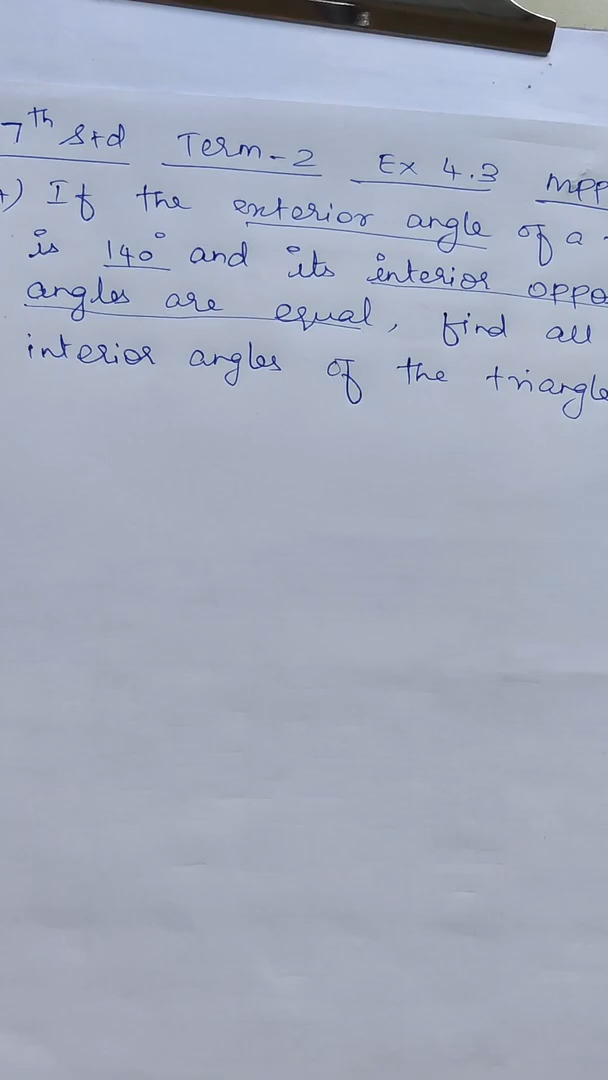 7th Std Term-2 Ex 4.3
If the exterior angle of a
is 140° and its interior
angles are equal, find all
interior angles of the